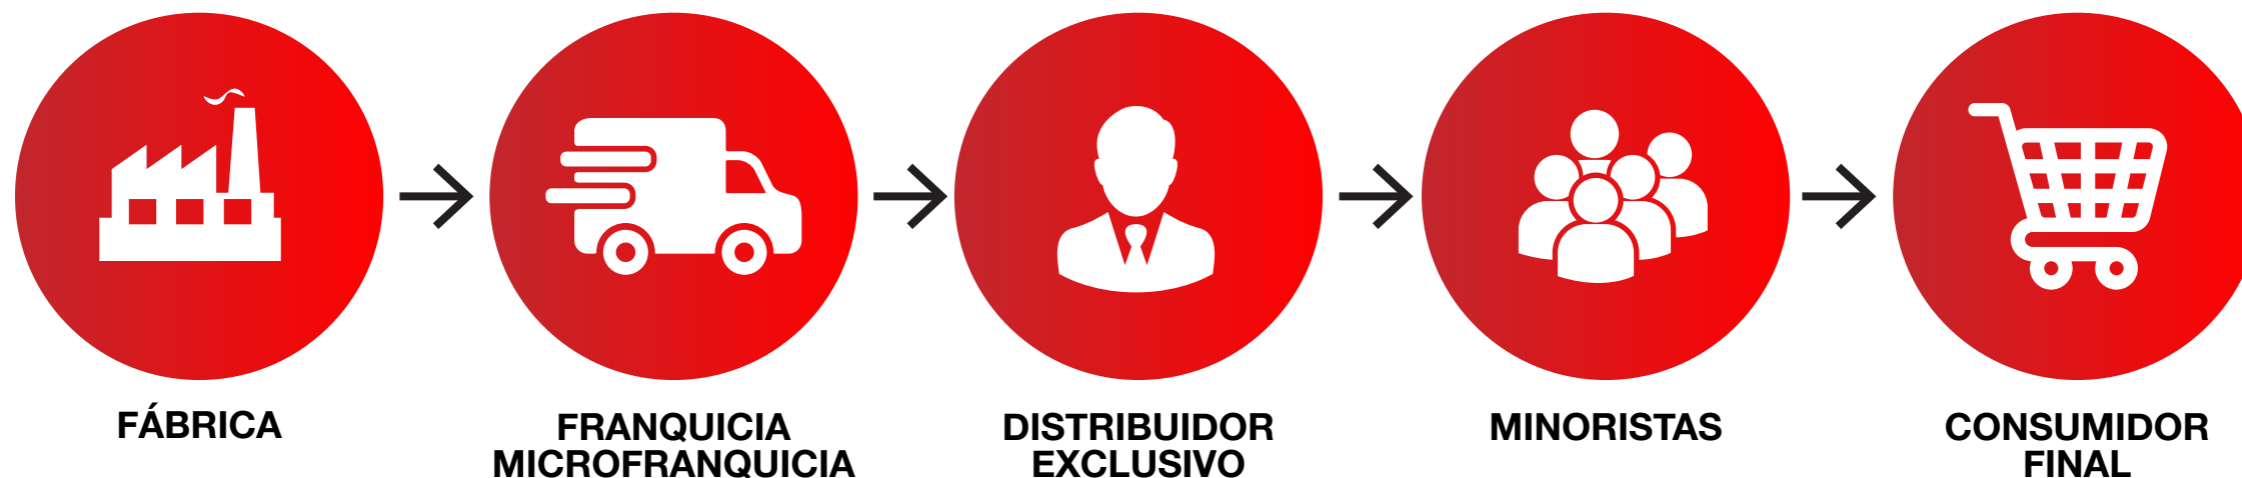 FÁBRICA
FRANQUICIA
MICROFRANQUICIA
DISTRIBUIDOR
EXCLUSIVO
MINORISTAS
CONSUMIDOR
FINAL